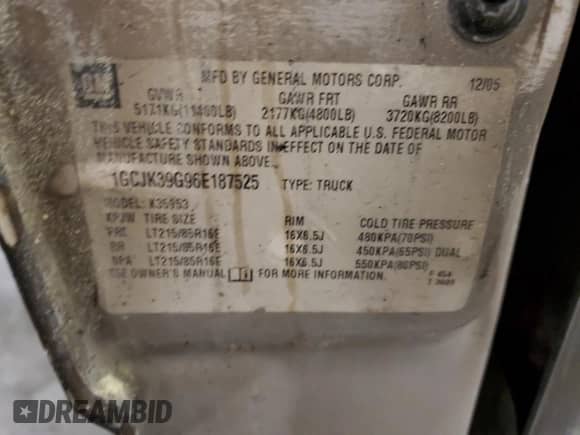 GM
MFD BY GENERAL MOTORS CORP. 12/05
GVWR GAWR FRT GAWR RR
5171KG(11400LB) 2177KG(4800LB) 3720KG(8200LB)
THIS VEHICLE CONFORMS TO ALL APPLICABLE U.S. FEDERAL MOTOR
VEHICLE SAFETY STANDARDS IN EFFECT ON THE DATE OF
MANUFACTURE SHOWN ABOVE.
1GCJK39G96E187525 TYPE: TRUCK
MODEL: K35953
TIRE SIZE RIM COLD TIRE PRESSURE
FRT LT215/85R16E 16X6.5J 480KPA(70PSI)
RR LT215/85R16E 16X6.5J 450KPA(65PSI) DUAL
SPA LT215/85R16E 16X6.5J 550KPA(80PSI)
SEE OWNER'S MANUAL FOR MORE INFORMATION.
DREAMBID